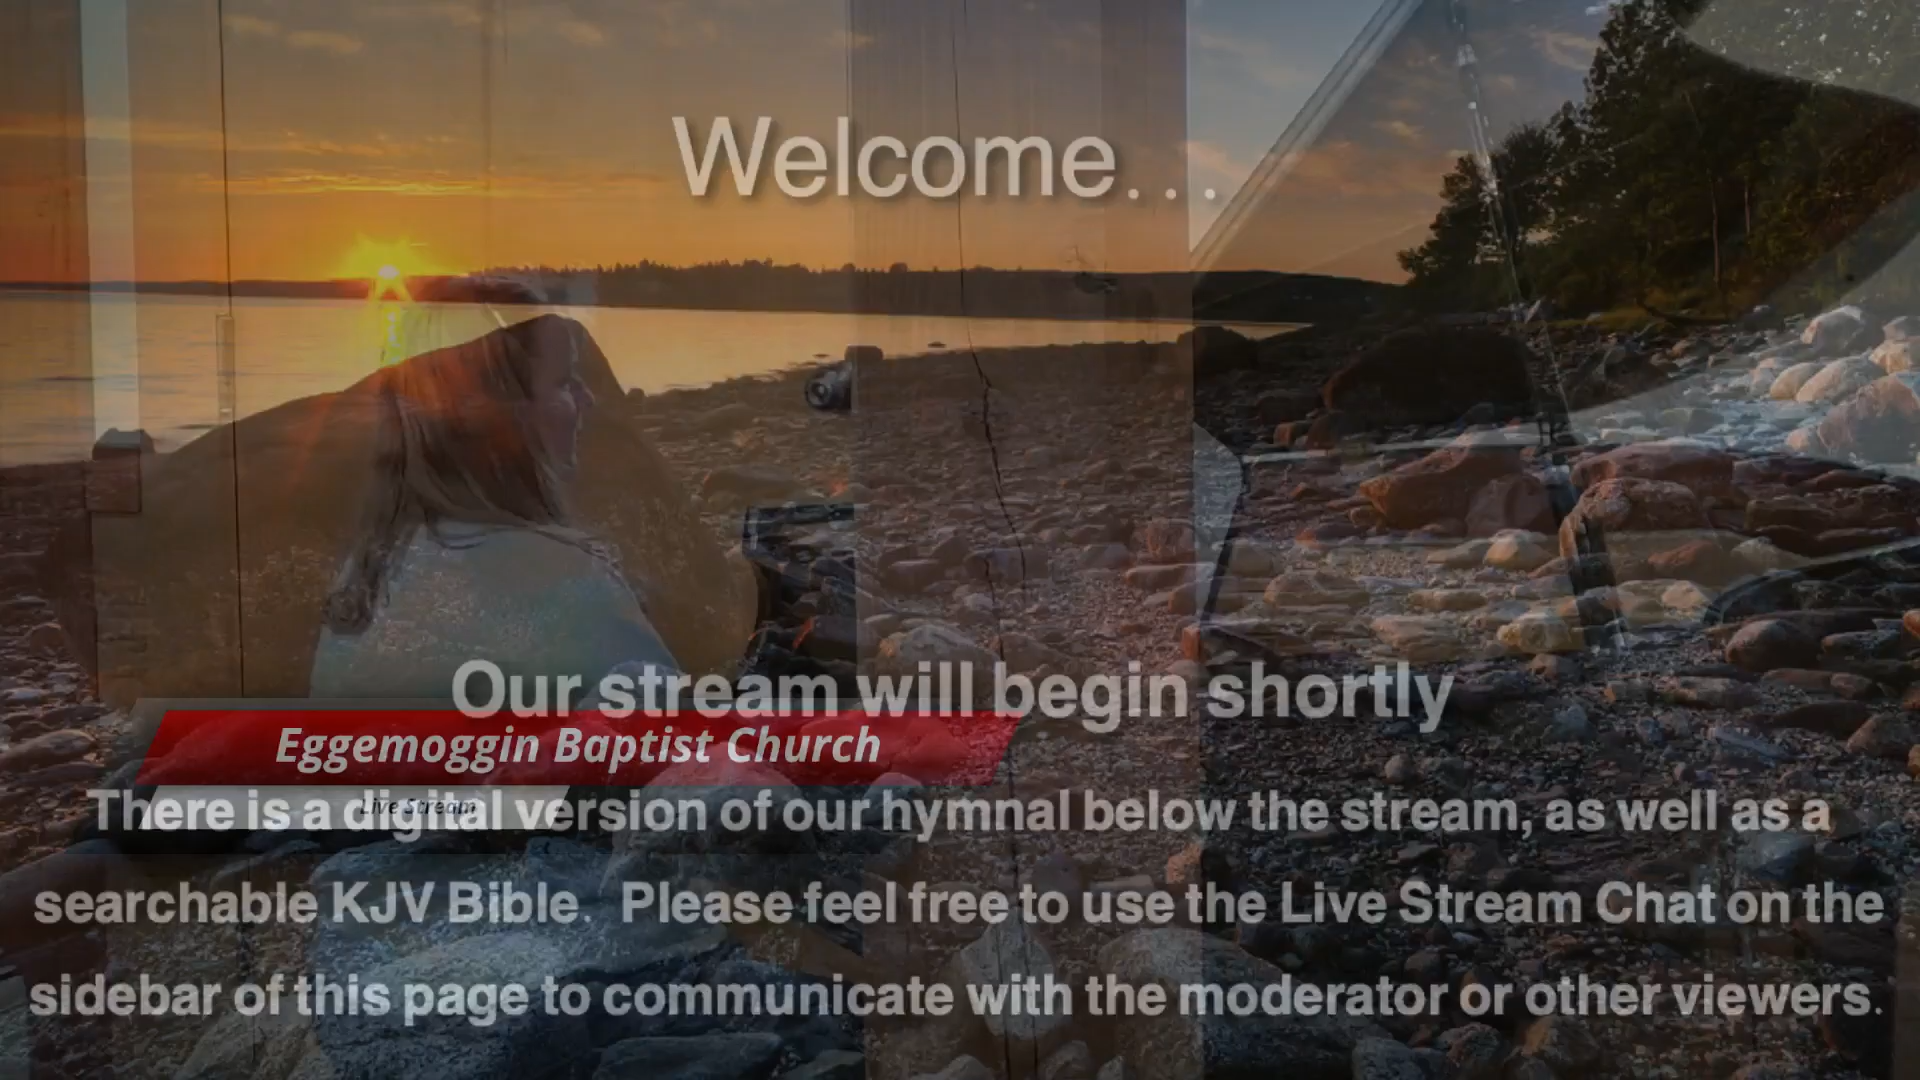 Welcome…
Our stream will begin shortly
Eggemoggin Baptist Church
Live Stream
There is a digital version of our hymnal below the stream, as well as a
searchable KJV Bible.  Please feel free to use the Live Stream Chat on the
sidebar of this page to communicate with the moderator or other viewers.